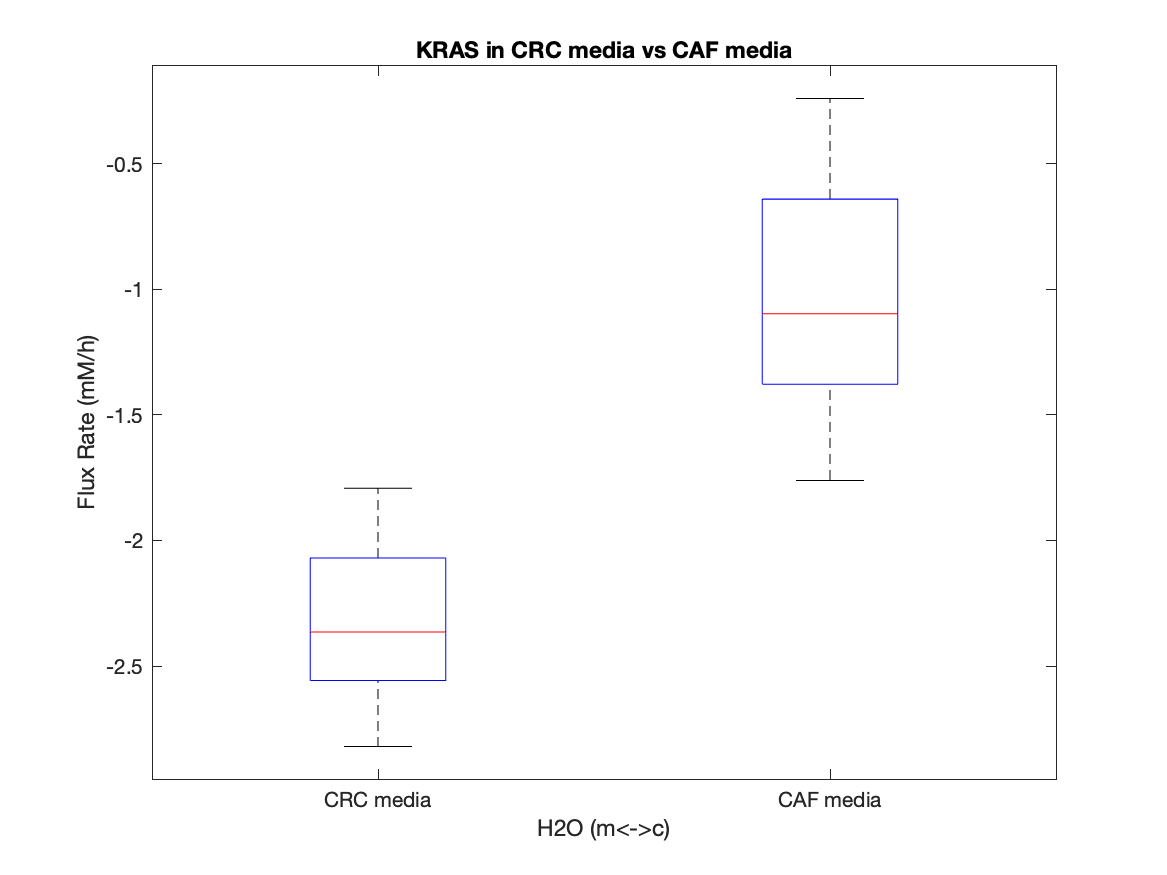 KRAS in CRC media vs CAF media
-0.5
-1
-1.5
-2
-2.5
Flux Rate (mM/h)
CRC media
CAF media
H2O (m<->c)